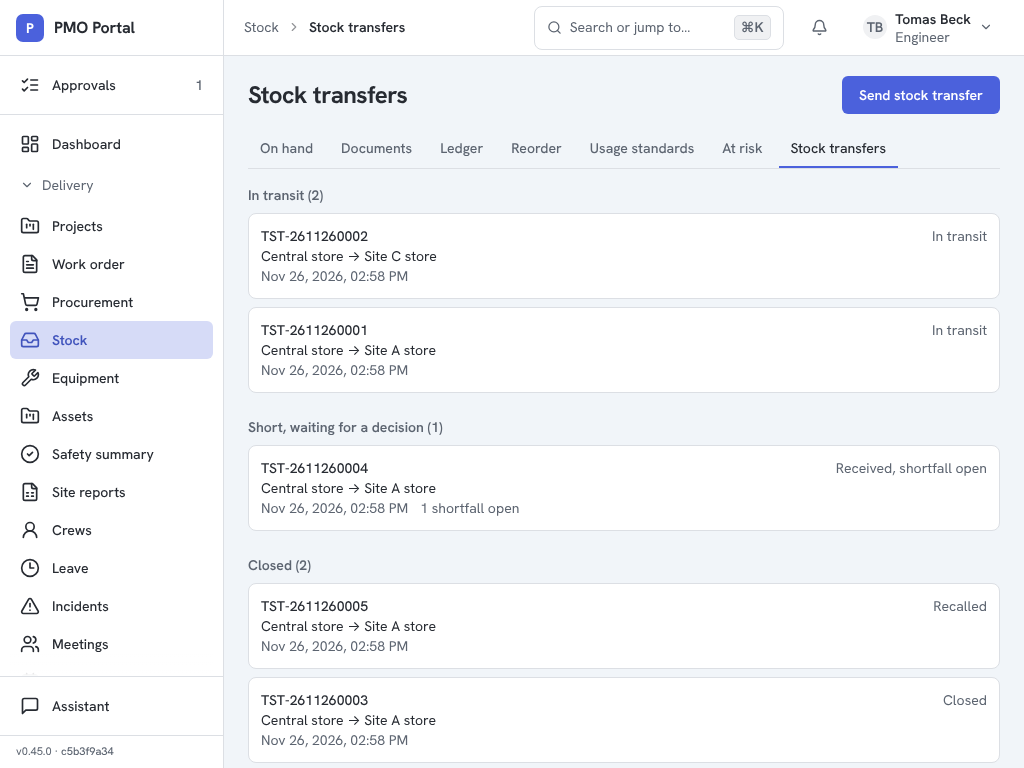 P
PMO Portal
Stock
Stock transfers
Search or jump to...
⌘K
TB
Tomas Beck
Engineer
Approvals
1
Dashboard
Delivery
Projects
Work order
Procurement
Stock
Equipment
Assets
Safety summary
Site reports
Crews
Leave
Incidents
Meetings
Assistant
v0.45.0 · c5b3f9a34
Stock transfers
Send stock transfer
On hand
Documents
Ledger
Reorder
Usage standards
At risk
Stock transfers
In transit (2)
TST-2611260002
In transit
Central store → Site C store
Nov 26, 2026, 02:58 PM
TST-2611260001
In transit
Central store → Site A store
Nov 26, 2026, 02:58 PM
Short, waiting for a decision (1)
TST-2611260004
Received, shortfall open
Central store → Site A store
Nov 26, 2026, 02:58 PM 1 shortfall open
Closed (2)
TST-2611260005
Recalled
Central store → Site A store
Nov 26, 2026, 02:58 PM
TST-2611260003
Closed
Central store → Site A store
Nov 26, 2026, 02:58 PM